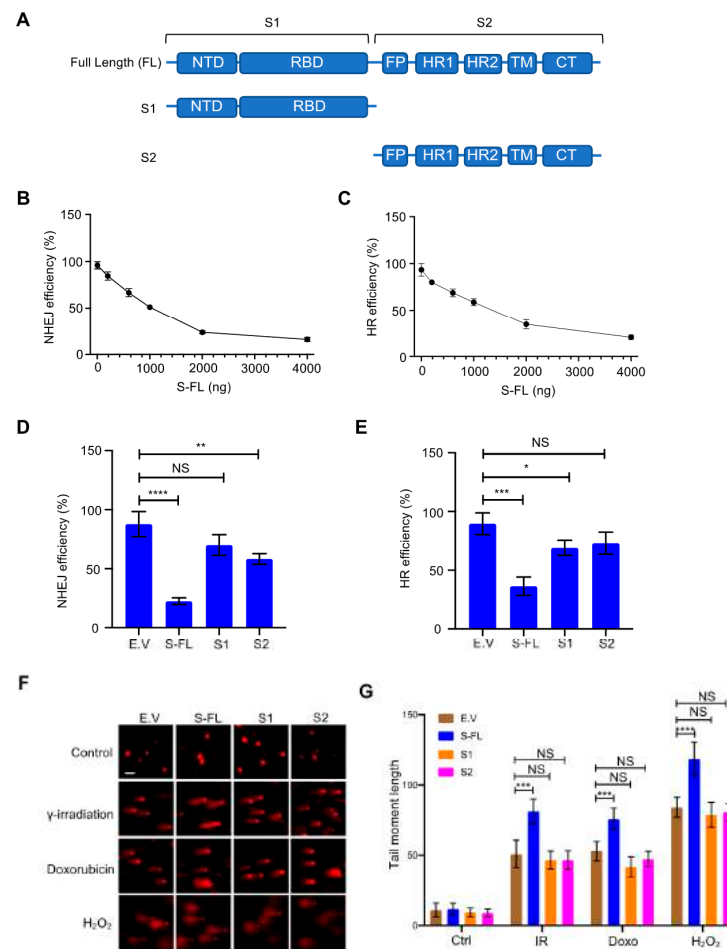 A
S1 S2
Full Length (FL) NTD RBD FP HR1 HR2 TM CT
S1 NTD RBD
S2 FP HR1 HR2 TM CT
B
NHEJ efficiency (%)
150
100
50
0
0 1000 2000 3000 4000
S-FL (ng)
C
HR efficiency (%)
150
100
50
0
0 1000 2000 3000 4000
S-FL (ng)
D
NHEJ efficiency (%)
150
100
50
0
**
NS
****
E.V S-FL S1 S2
E
HR efficiency (%)
150
100
50
0
NS
*
***
E.V S-FL S1 S2
F
E.V S-FL S1 S2
Control
γ-irradiation
Doxorubicin
H₂O₂
G
E.V
S-FL
S1
S2
Tail moment length
150
100
50
0
NS
NS
***
NS
NS
***
NS
NS
****
Ctrl IR Doxo H₂O₂